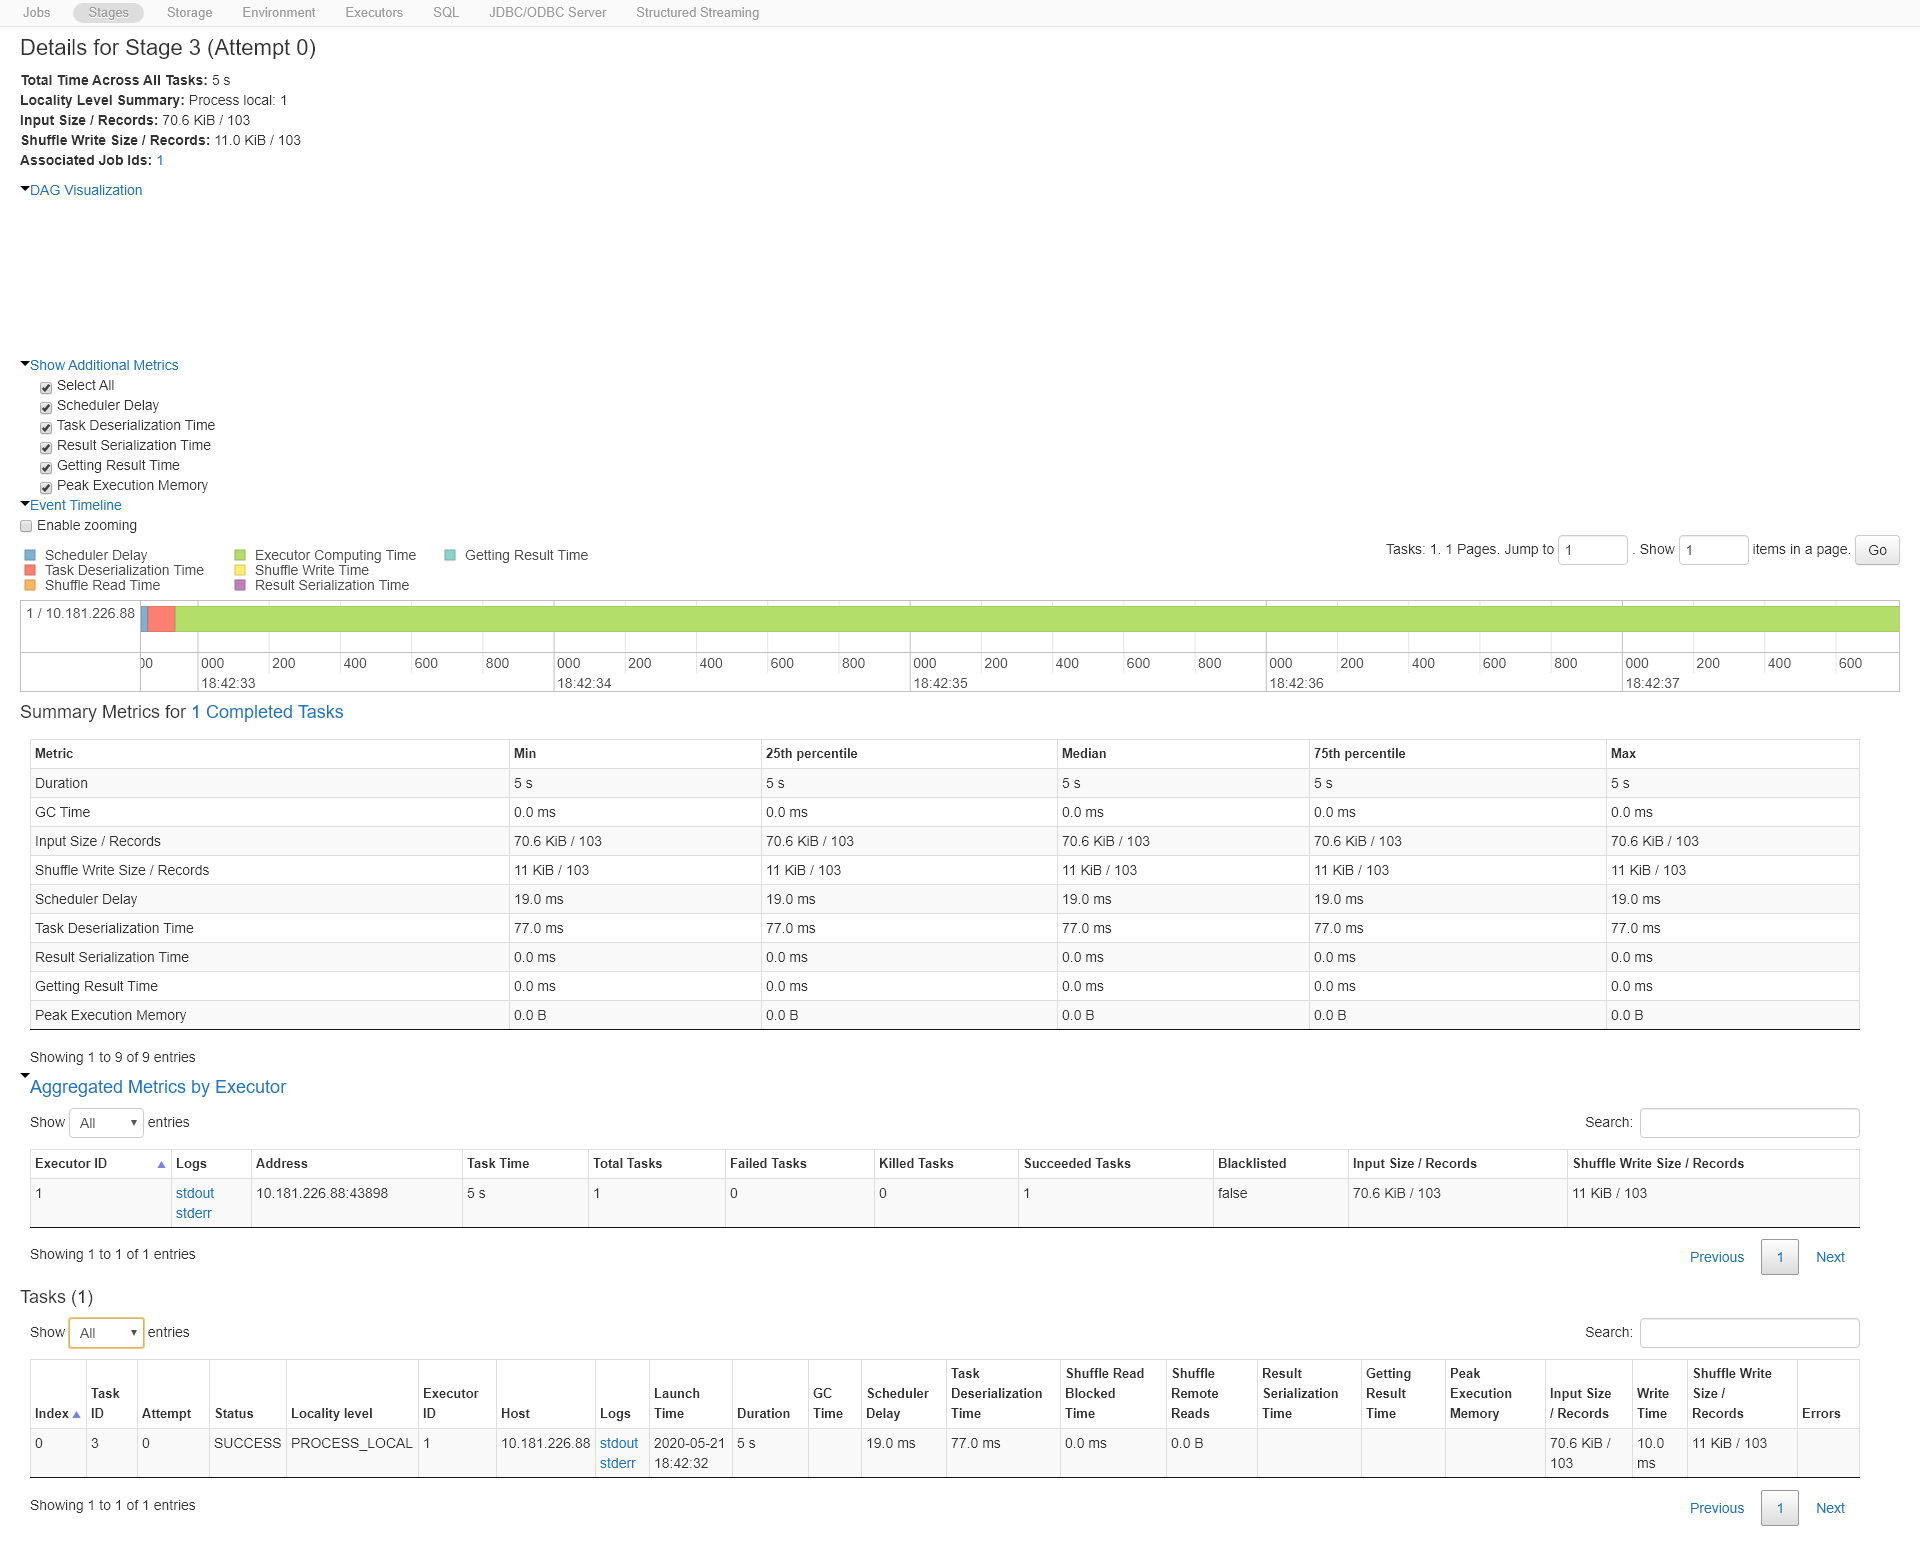 Jobs Stages Storage Environment Executors SQL JDBC/ODBC Server Structured Streaming
Details for Stage 3 (Attempt 0)
Total Time Across All Tasks: 5 s
Locality Level Summary: Process local: 1
Input Size / Records: 70.6 KiB / 103
Shuffle Write Size / Records: 11.0 KiB / 103
Associated Job Ids: 1
DAG Visualization
Show Additional Metrics
Select All
Scheduler Delay
Task Deserialization Time
Result Serialization Time
Getting Result Time
Peak Execution Memory
Event Timeline
Enable zooming
Scheduler Delay Executor Computing Time Getting Result Time
Task Deserialization Time Shuffle Write Time
Shuffle Read Time Result Serialization Time
Tasks: 1. 1 Pages. Jump to 1 . Show 1 items in a page. Go
1 / 10.181.226.88
00 000 200 400 600 800 000 200 400 600 800 000 200 400 600 800 000 200 400 600 800 000 200 400 600
18:42:33 18:42:34 18:42:35 18:42:36 18:42:37
Summary Metrics for 1 Completed Tasks
Metric Min 25th percentile Median 75th percentile Max
Duration 5 s 5 s 5 s 5 s 5 s
GC Time 0.0 ms 0.0 ms 0.0 ms 0.0 ms 0.0 ms
Input Size / Records 70.6 KiB / 103 70.6 KiB / 103 70.6 KiB / 103 70.6 KiB / 103 70.6 KiB / 103
Shuffle Write Size / Records 11 KiB / 103 11 KiB / 103 11 KiB / 103 11 KiB / 103 11 KiB / 103
Scheduler Delay 19.0 ms 19.0 ms 19.0 ms 19.0 ms 19.0 ms
Task Deserialization Time 77.0 ms 77.0 ms 77.0 ms 77.0 ms 77.0 ms
Result Serialization Time 0.0 ms 0.0 ms 0.0 ms 0.0 ms 0.0 ms
Getting Result Time 0.0 ms 0.0 ms 0.0 ms 0.0 ms 0.0 ms
Peak Execution Memory 0.0 B 0.0 B 0.0 B 0.0 B 0.0 B
Showing 1 to 9 of 9 entries
Aggregated Metrics by Executor
Show All entries Search:
Executor ID Logs Address Task Time Total Tasks Failed Tasks Killed Tasks Succeeded Tasks Blacklisted Input Size / Records Shuffle Write Size / Records
1 stdout 10.181.226.88:43898 5 s 1 0 0 1 false 70.6 KiB / 103 11 KiB / 103
stderr
Showing 1 to 1 of 1 entries
Previous 1 Next
Tasks (1)
Show All entries Search:
Task Shuffle Read Shuffle Result Getting Peak Shuffle Write
Task Executor Launch GC Scheduler Deserialization Blocked Remote Serialization Result Execution Input Size Write Size /
Index ID Attempt Status Locality level ID Host Logs Time Duration Time Delay Time Time Reads Time Time Memory / Records Time Records Errors
0 3 0 SUCCESS PROCESS_LOCAL 1 10.181.226.88 stdout 2020-05-21 5 s 19.0 ms 77.0 ms 0.0 ms 0.0 B 70.6 KiB / 10.0 11 KiB / 103
stderr 18:42:32 103 ms
Showing 1 to 1 of 1 entries
Previous 1 Next